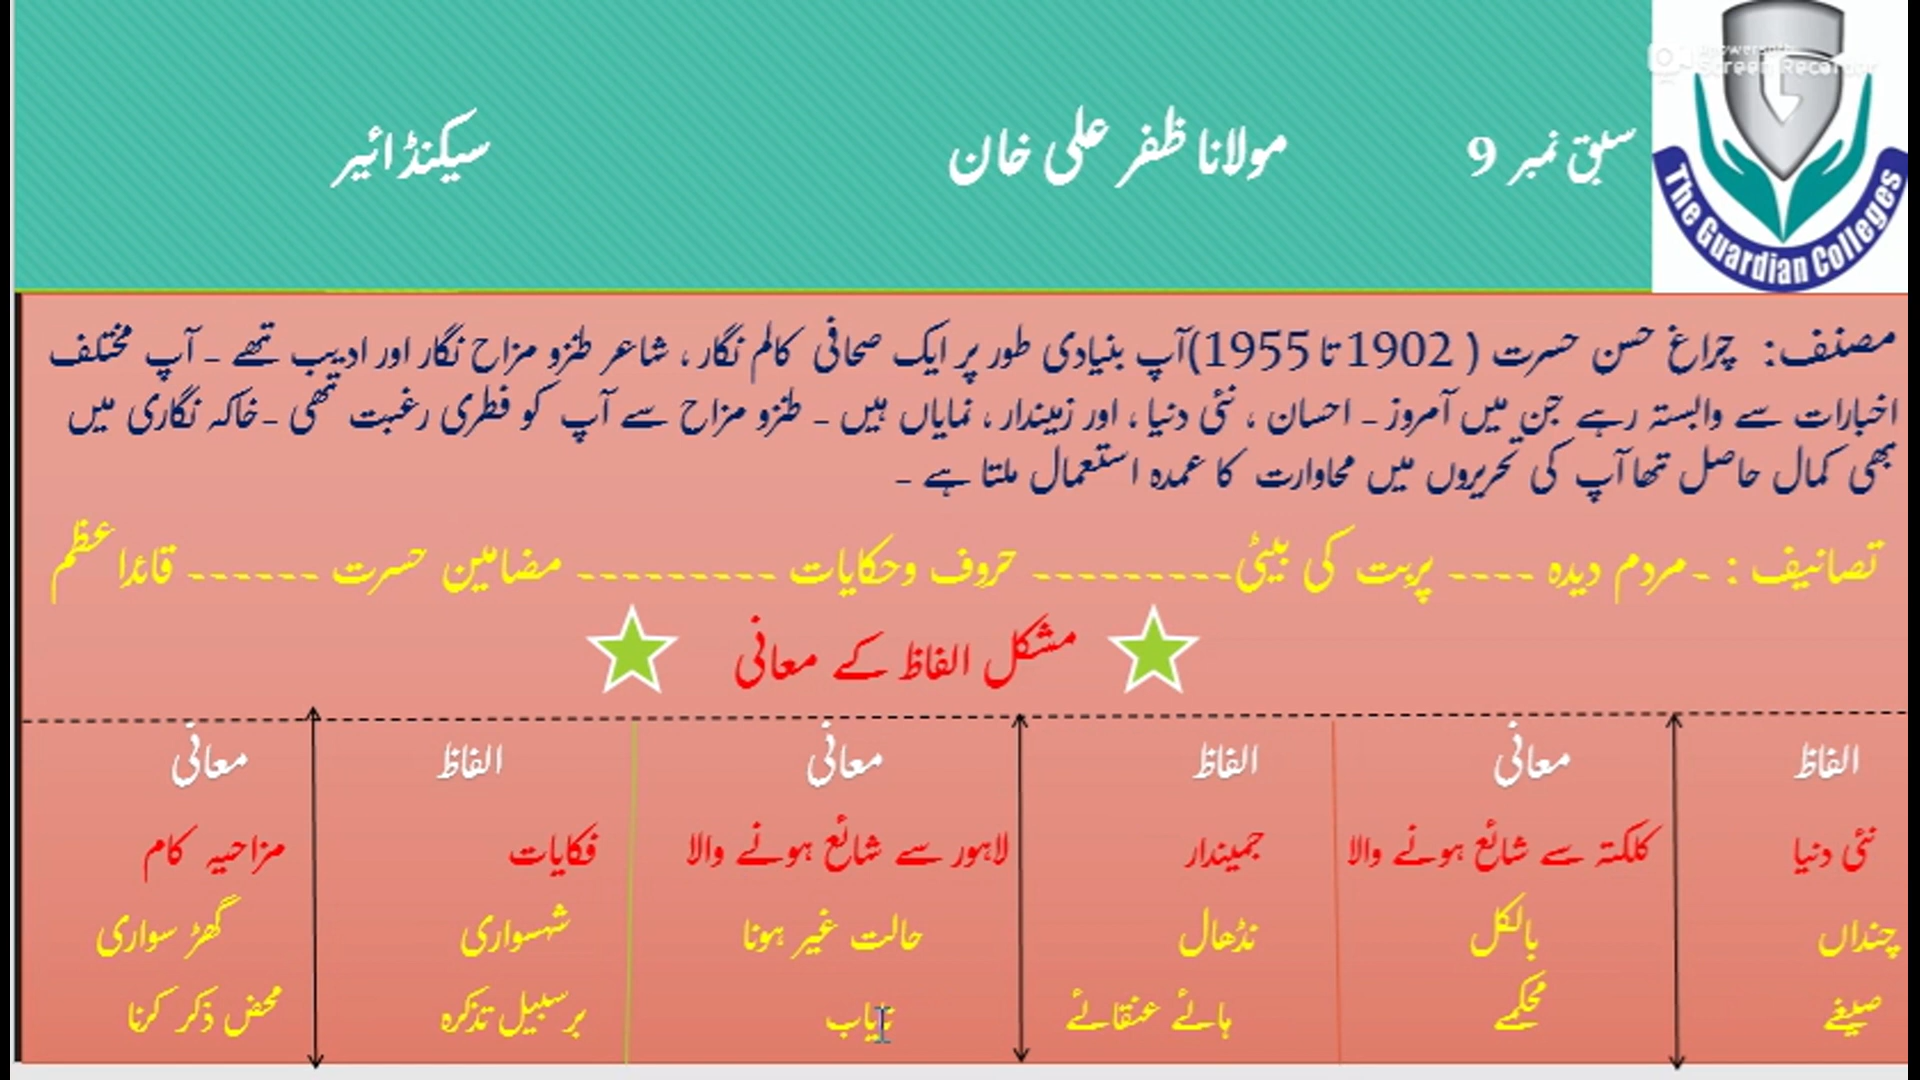 سبق نمبر 9 مولانا ظفر علی خان سیکنڈ ائیر
The Guardian Colleges
Screen Recorder
مصنف: چراغ حسن حسرت ( 1902 تا 1955)آپ بنیادی طور پر ایک صحافی کالم نگار ، شاعر طنز و مزاح نگار اور ادیب تھے ۔ آپ مختلف
اخبارات سے وابستہ رہے جن میں آمروز ۔ احسان ، نئی دنیا ، اور زمیندار ، نمایاں ہیں ۔ طنز و مزاح سے آپ کو فطری رغبت تھی ۔خاکہ نگاری میں
بھی کمال حاصل تھا آپ کی تحریروں میں محاوارت کا عمدہ استعمال ملتا ہے ۔
تصانیف : ۔مردم دیدہ ---- پربت کی بیٹی --------- حروف وحکایات --------- مضامین حسرت ------ قائداعظم
مشکل الفاظ کے معانی
الفاظ معانی الفاظ معانی الفاظ معانی
نئی دنیا کلکتہ سے شائع ہونے والا جمیندار لاہور سے شائع ہونے والا فکایات مزاحیہ کام
چنداں بالکل نڈھال حالت غیر ہونا شہسواری گھڑ سواری
صیغے محکمے ہائے عنقائے برسبیل تذکرہ محض ذکر کرنا